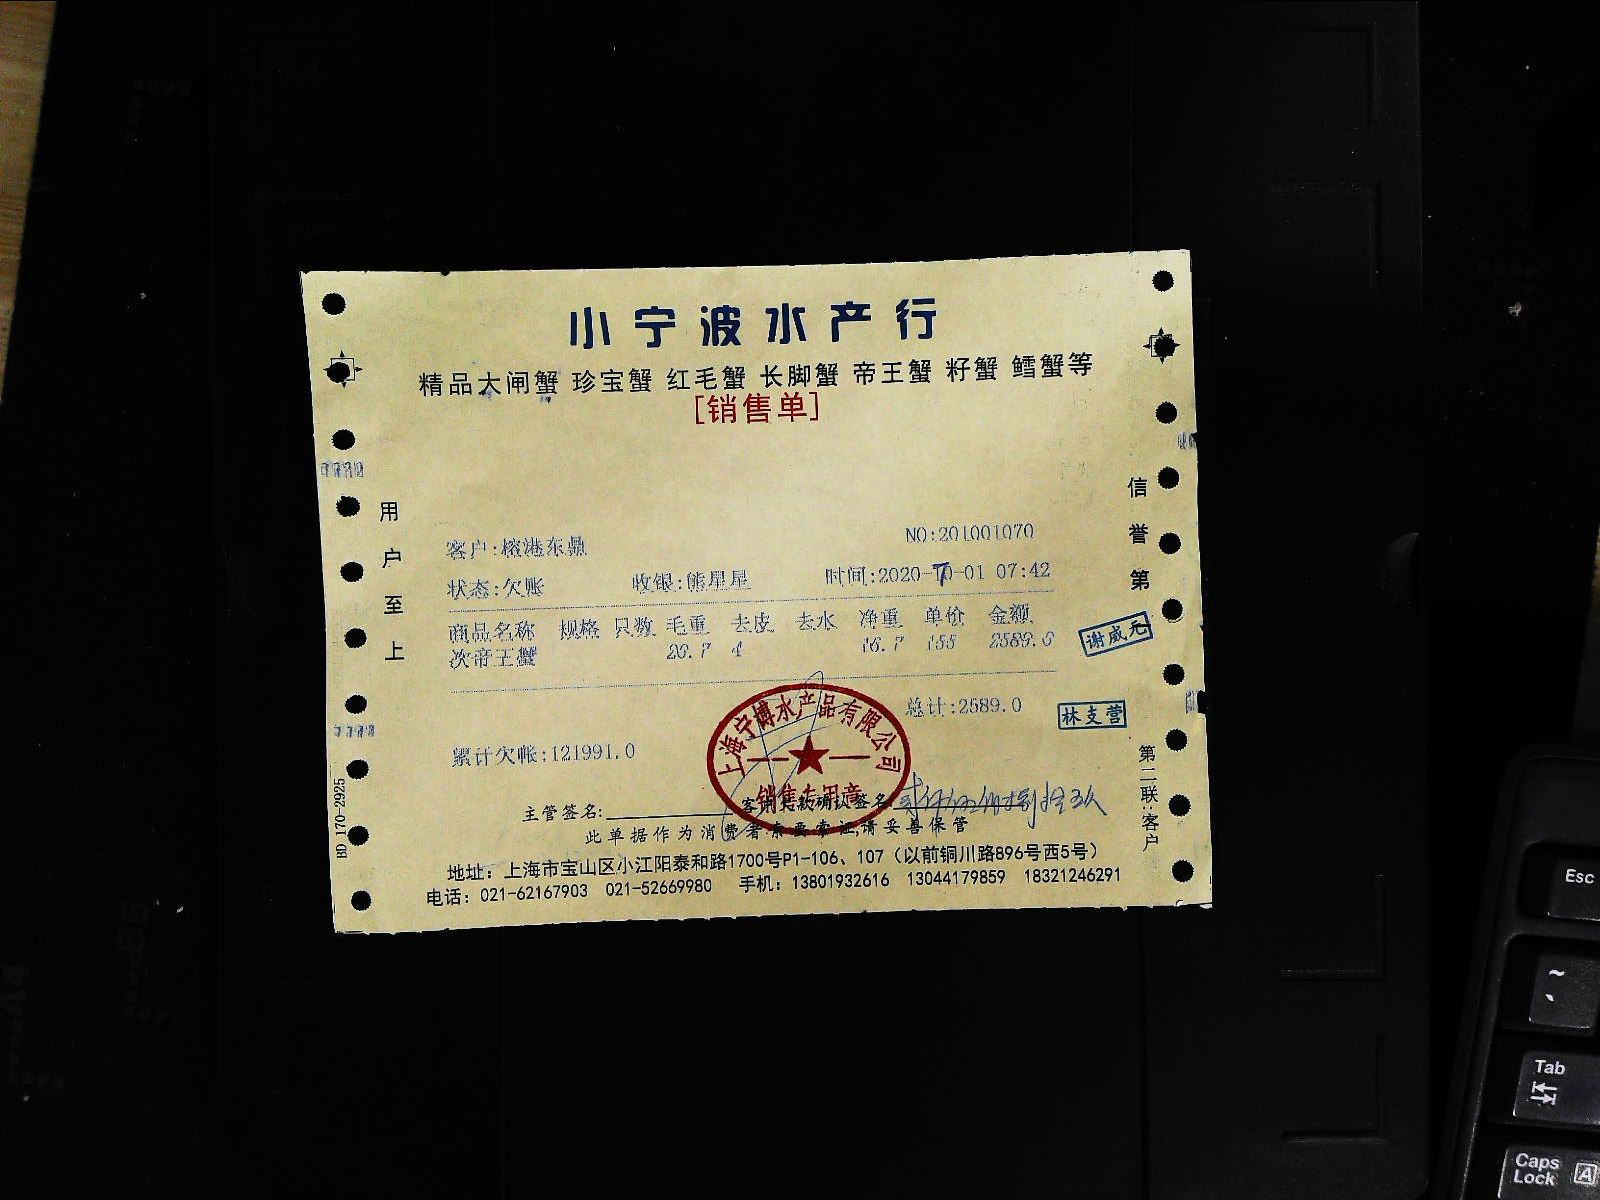 小宁波水产行
精品大闸蟹 珍宝蟹 红毛蟹 长脚蟹 帝王蟹 籽蟹 鳕蟹等
[销售单]
用户至上
信誉第
客户:榕港东鼎
NO:201001070
状态:欠账 收银:熊星星 时间:2020-10-01 07:42
商品名称 规格 只数 毛重 去皮 去水 净重 单价 金额
次帝王蟹 20.7 4 16.7 155 2589.0
谢威元
总计:2589.0
林支营
累计欠帐:121991.0
上海宁博水产品有限公司
销售专用章
第二联:客户
BD 170-2925
主管签名: 客户欠款确认签名:
此单据作为消费者索要索证,请妥善保管
地址: 上海市宝山区小江阳泰和路1700号P1-106、107（以前铜川路896号西5号）
电话: 021-62167903 021-52669980 手机: 13801932616 13044179859 18321246291
Esc
~
Tab
Caps Lock
A
A4
B5